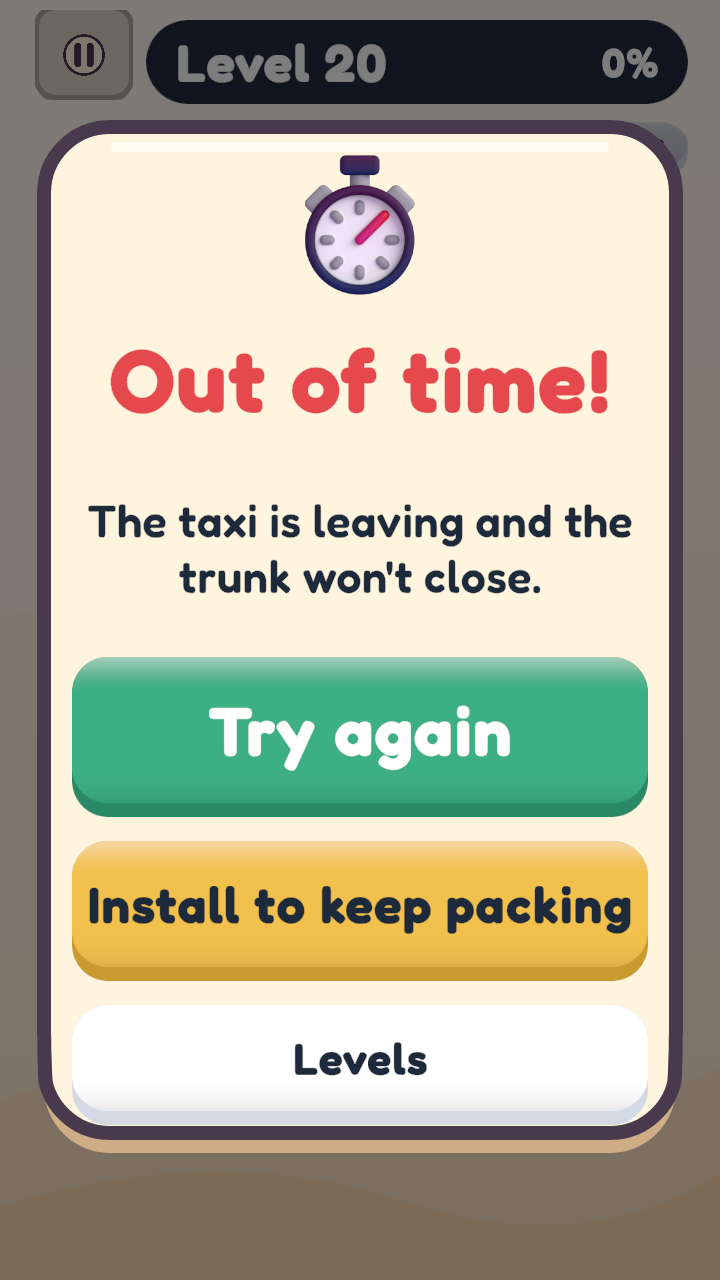 Level 20
0%
Out of time!
The taxi is leaving and the
trunk won't close.
Try again
Install to keep packing
Levels